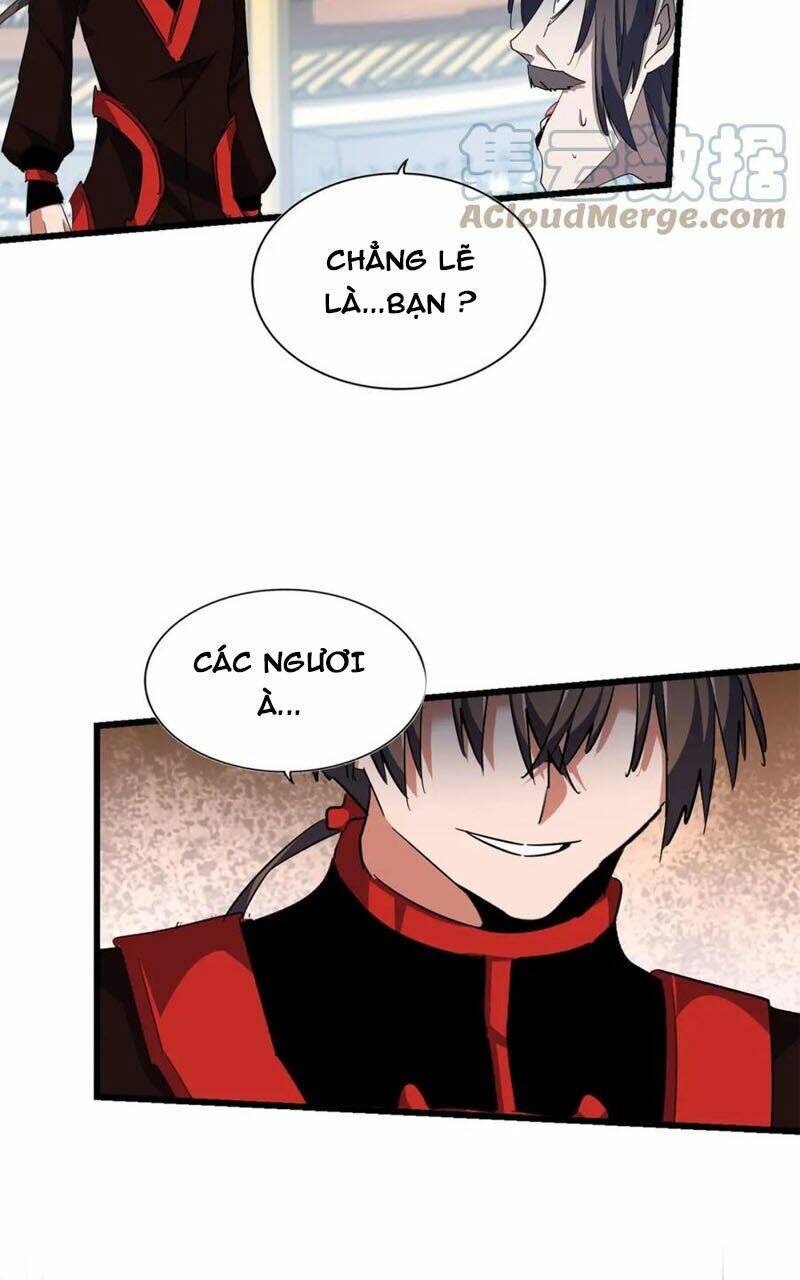 集云数据
AcloudMerge.com
CHẲNG LẼ
LÀ...BẠN ?
CÁC NGƯƠI
À...